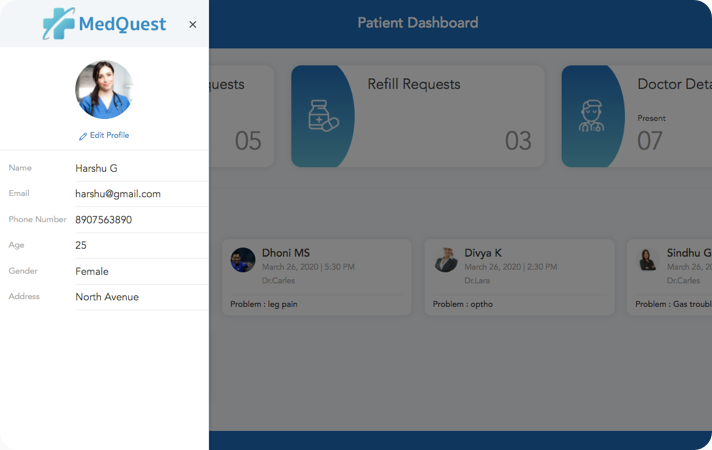 MedQuest
×
Edit Profile
Name Harshu G
Email harshu@gmail.com
Phone Number 8907563890
Age 25
Gender Female
Address North Avenue
Patient Dashboard
05
Refill Requests
03
Doctor
Present
07
Dhoni MS
March 26, 2020 | 5:30 PM
Dr.Carles
Problem : leg pain
Divya K
March 26, 2020 | 2:30 PM
Dr.Lara
Problem : optho
Sindhu G
March 26, 2020
Dr.Carles
Problem : Gas